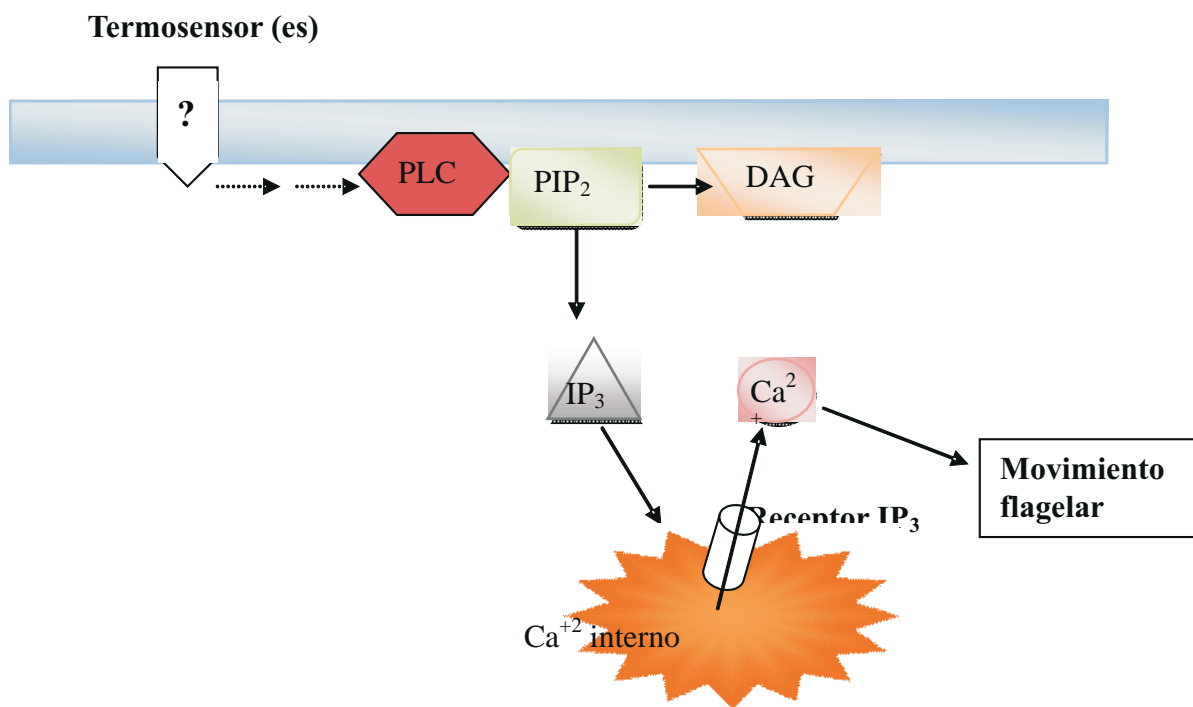 Termosensor (es)
?
PLC
PIP₂
DAG
IP₃
Ca²
+
Movimiento
flagelar
Receptor IP₃
Ca⁺² interno